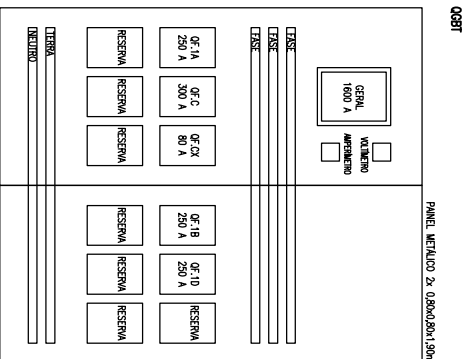 QGBT
PAINEL METÁLICO 2x 0,80x0,80x1,90m
GERAL
1600 A
VOLTÍMETRO
AMPERÍMETRO
FASE
FASE
FASE
QF.1A
250 A
QF.C
300 A
QF.CX
80 A
QF.1B
250 A
QF.1D
250 A
RESERVA
RESERVA
RESERVA
RESERVA
RESERVA
RESERVA
RESERVA
TERRA
NEUTRO